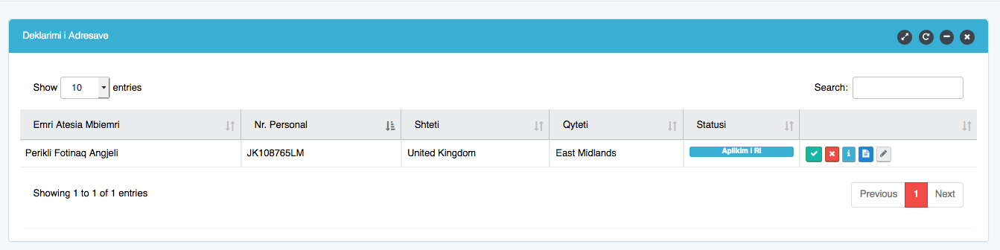 Deklarimi i Adresave
Show 10 entries
Search:
Emri Atesia Mbiemri Nr. Personal Shteti Qyteti Statusi
Perikli Fotinaq Angjeli JK108765LM United Kingdom East Midlands Aplikim i Ri
Showing 1 to 1 of 1 entries
Previous 1 Next